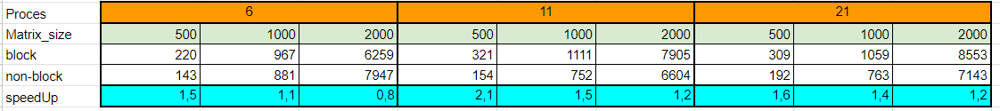 Proces 6 11 21
Matrix_size 500 1000 2000 500 1000 2000 500 1000 2000
block 220 967 6259 321 1111 7905 309 1059 8553
non-block 143 881 7947 154 752 6604 192 763 7143
speedUp 1,5 1,1 0,8 2,1 1,5 1,2 1,6 1,4 1,2